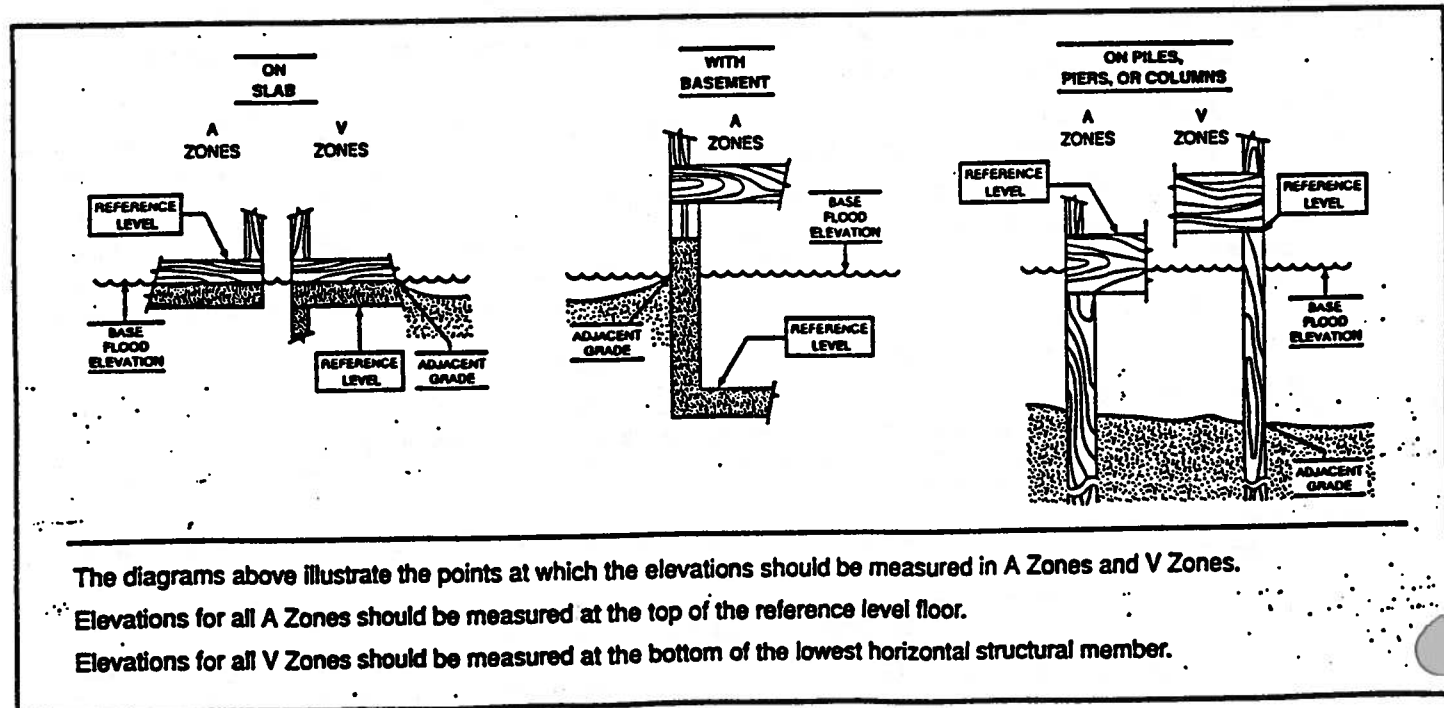 ON
SLAB
A
ZONES
V
ZONES
REFERENCE
LEVEL
BASE
FLOOD
ELEVATION
REFERENCE
LEVEL
ADJACENT
GRADE
WITH
BASEMENT
A
ZONES
BASE
FLOOD
ELEVATION
ADJACENT
GRADE
REFERENCE
LEVEL
ON PILES,
PIERS, OR COLUMNS
A
ZONES
V
ZONES
REFERENCE
LEVEL
REFERENCE
LEVEL
BASE
FLOOD
ELEVATION
ADJACENT
GRADE
The diagrams above illustrate the points at which the elevations should be measured in A Zones and V Zones.
Elevations for all A Zones should be measured at the top of the reference level floor.
Elevations for all V Zones should be measured at the bottom of the lowest horizontal structural member.